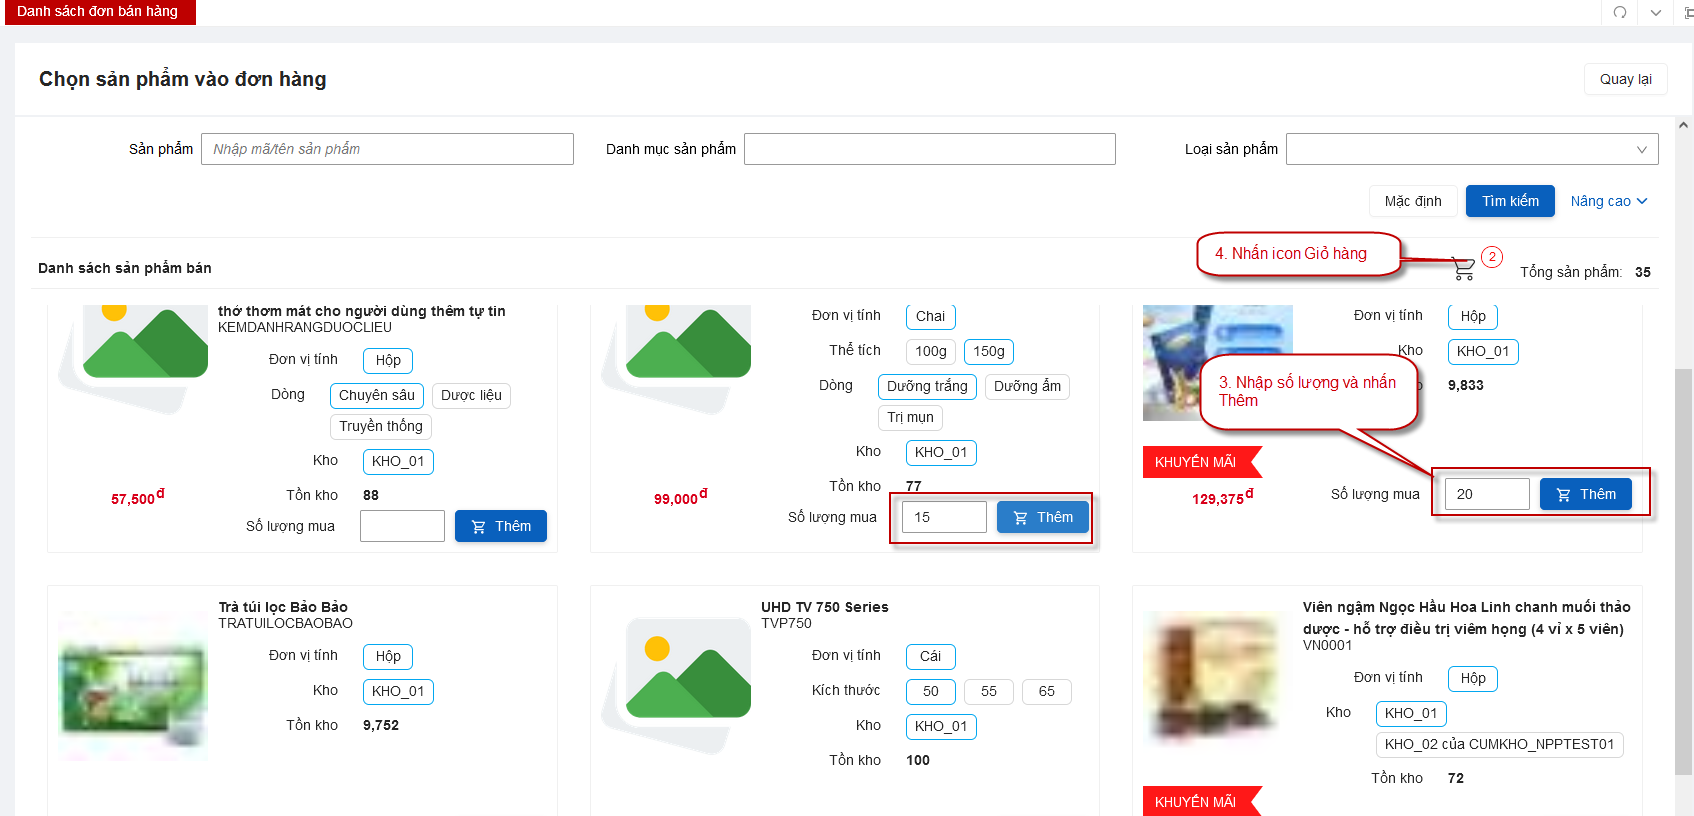 Danh sách đơn bán hàng
Chọn sản phẩm vào đơn hàng
Quay lại
Sản phẩm
Nhập mã/tên sản phẩm
Danh mục sản phẩm
Loại sản phẩm
Mặc định
Tìm kiếm
Nâng cao
Danh sách sản phẩm bán
4. Nhấn icon Giỏ hàng
2
Tổng sản phẩm: 35
thở thơm mát cho người dùng thêm tự tin
KEMDANHRANGDUOCLIEU
Đơn vị tính Hộp
Dòng Chuyên sâu Dược liệu
Truyền thống
Kho KHO_01
Tồn kho 88
57,500đ
Số lượng mua Thêm
Đơn vị tính Chai
Thể tích 100g 150g
Dòng Dưỡng trắng Dưỡng ẩm
Trị mụn
Kho KHO_01
Tồn kho 77
99,000đ
Số lượng mua 15 Thêm
Đơn vị tính Hộp
Kho KHO_01
9,833
3. Nhập số lượng và nhấn
Thêm
KHUYẾN MÃI
129,375đ
Số lượng mua 20 Thêm
Trà túi lọc Bảo Bảo
TRATUILOCBAOBAO
Đơn vị tính Hộp
Kho KHO_01
Tồn kho 9,752
UHD TV 750 Series
TVP750
Đơn vị tính Cái
Kích thước 50 55 65
Kho KHO_01
Tồn kho 100
Viên ngậm Ngọc Hầu Hoa Linh chanh muối thảo
dược - hỗ trợ điều trị viêm họng (4 vỉ x 5 viên)
VN0001
Đơn vị tính Hộp
Kho KHO_01
KHO_02 của CUMKHO_NPPTEST01
Tồn kho 72
KHUYẾN MÃI